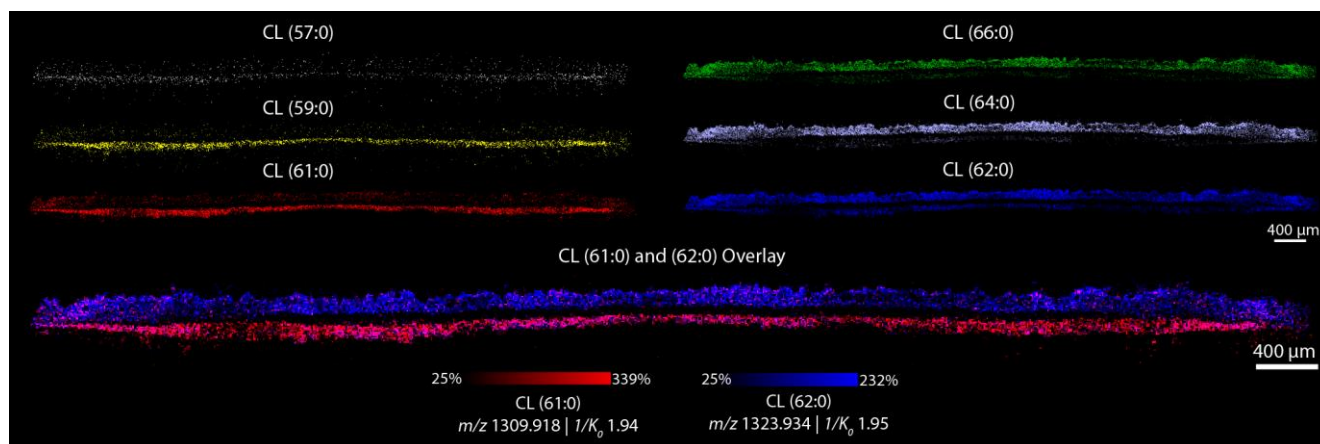 CL (57:0)
CL (66:0)
CL (59:0)
CL (64:0)
CL (61:0)
CL (62:0)
400 μm
CL (61:0) and (62:0) Overlay
400 μm
25% 339%
25% 232%
CL (61:0)
m/z 1309.918 | 1/K₀ 1.94
CL (62:0)
m/z 1323.934 | 1/K₀ 1.95